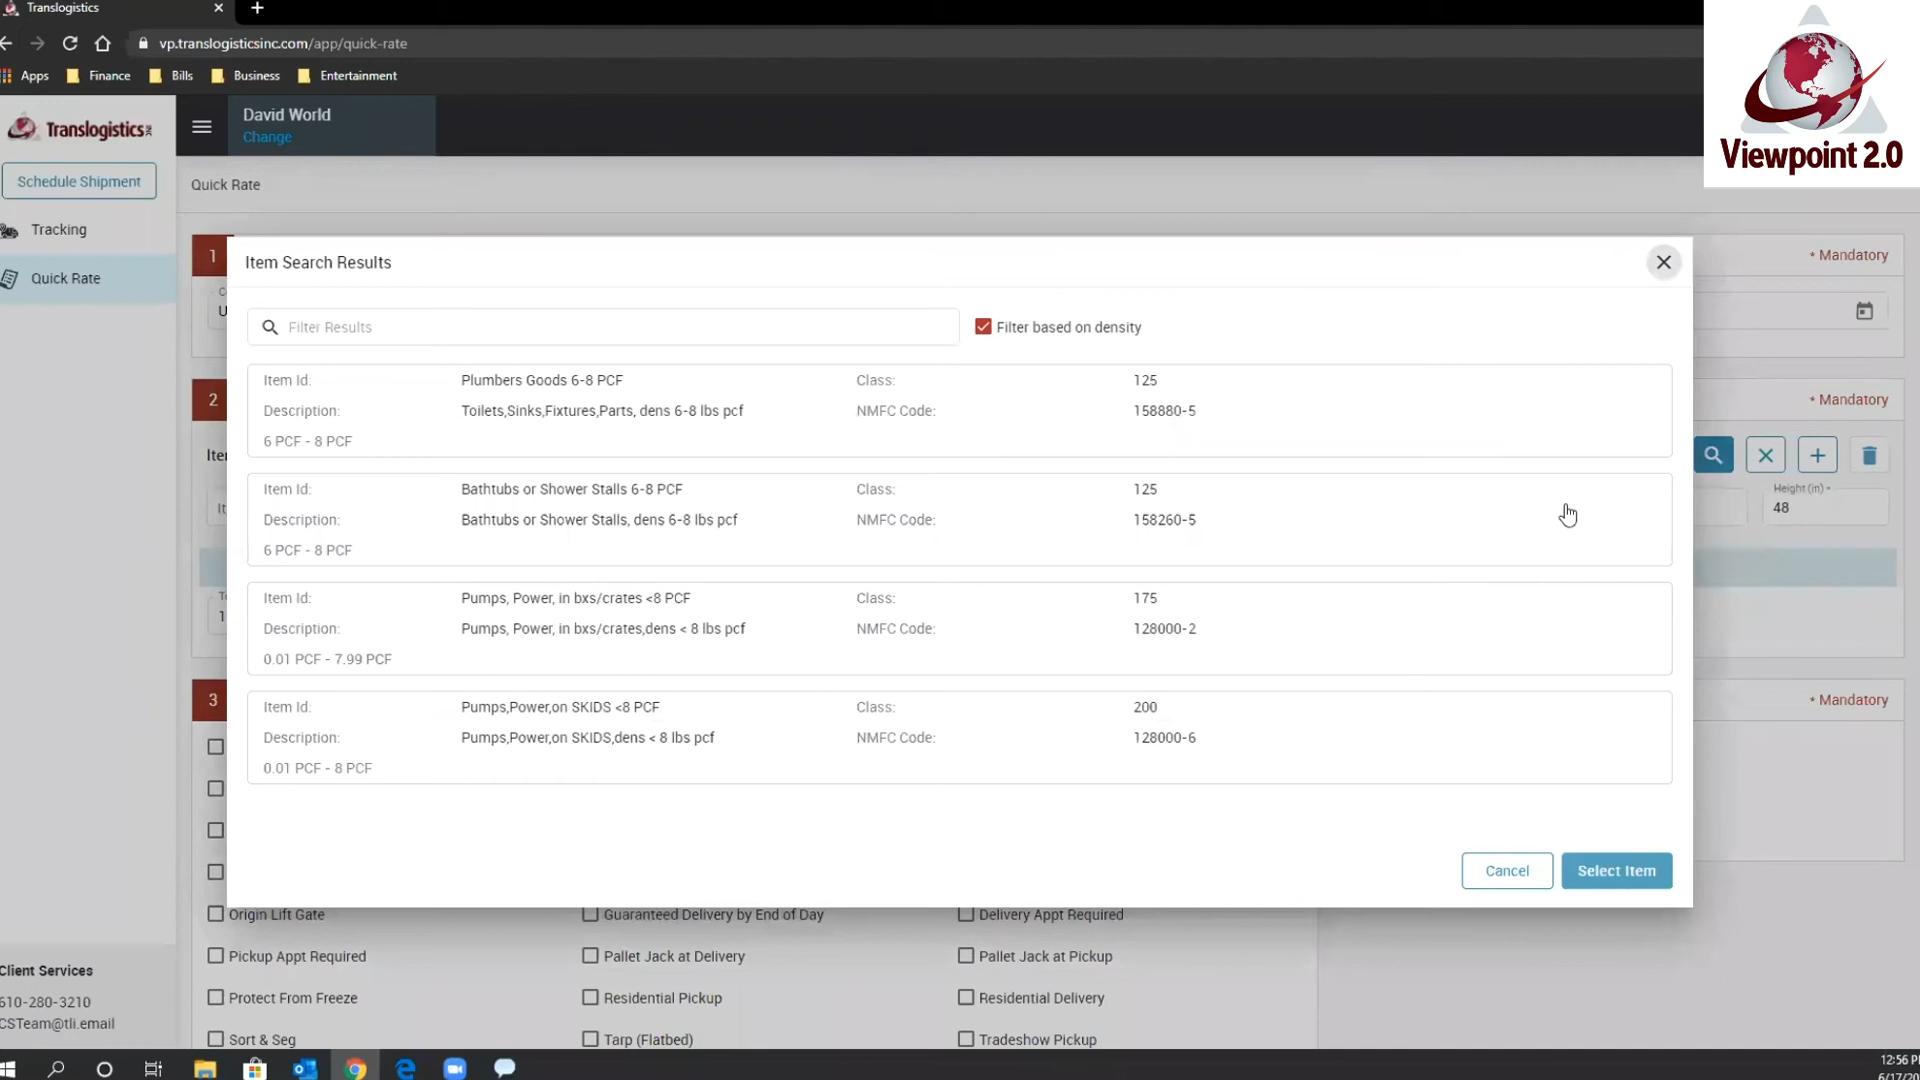 Translogistics
vp.translogisticsinc.com/app/quick-rate
Apps Finance Bills Business Entertainment
Viewpoint 2.0
Translogistics INC
David World
Change
Schedule Shipment
Quick Rate
Tracking
Quick Rate
1 * Mandatory
Item Search Results
Filter Results
Filter based on density
Item Id: Plumbers Goods 6-8 PCF Class: 125
Description: Toilets,Sinks,Fixtures,Parts, dens 6-8 lbs pcf NMFC Code: 158880-5
6 PCF - 8 PCF
2 * Mandatory
Item Id: Bathtubs or Shower Stalls 6-8 PCF Class: 125
Description: Bathtubs or Shower Stalls, dens 6-8 lbs pcf NMFC Code: 158260-5
6 PCF - 8 PCF
Height (in) *
48
Item Id: Pumps, Power, in bxs/crates <8 PCF Class: 175
Description: Pumps, Power, in bxs/crates,dens < 8 lbs pcf NMFC Code: 128000-2
0.01 PCF - 7.99 PCF
3 * Mandatory
Item Id: Pumps,Power,on SKIDS <8 PCF Class: 200
Description: Pumps,Power,on SKIDS,dens < 8 lbs pcf NMFC Code: 128000-6
0.01 PCF - 8 PCF
Cancel Select Item
Origin Lift Gate Guaranteed Delivery by End of Day Delivery Appt Required
Pickup Appt Required Pallet Jack at Delivery Pallet Jack at Pickup
Protect From Freeze Residential Pickup Residential Delivery
Sort & Seg Tarp (Flatbed) Tradeshow Pickup
Client Services
610-280-3210
CSTeam@tli.email
12:56 P
6/17/20